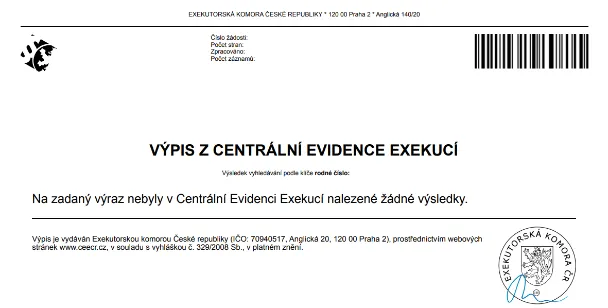 EXEKUTORSKÁ KOMORA ČESKÉ REPUBLIKY * 120 00 Praha 2 * Anglická 140/20
Číslo žádosti:
Počet stran:
Zpracováno:
Počet záznamů:
VÝPIS Z CENTRÁLNÍ EVIDENCE EXEKUCÍ
Výsledek vyhledávání podle klíče rodné číslo:
Na zadaný výraz nebyly v Centrální Evidenci Exekucí nalezené žádné výsledky.
Výpis je vydáván Exekutorskou komorou České republiky (IČO: 70940517, Anglická 20, 120 00 Praha 2), prostřednictvím webových
stránek www.ceecr.cz, v souladu s vyhláškou č. 329/2008 Sb., v platném znění.
EXEKUTORSKÁ KOMORA ČR